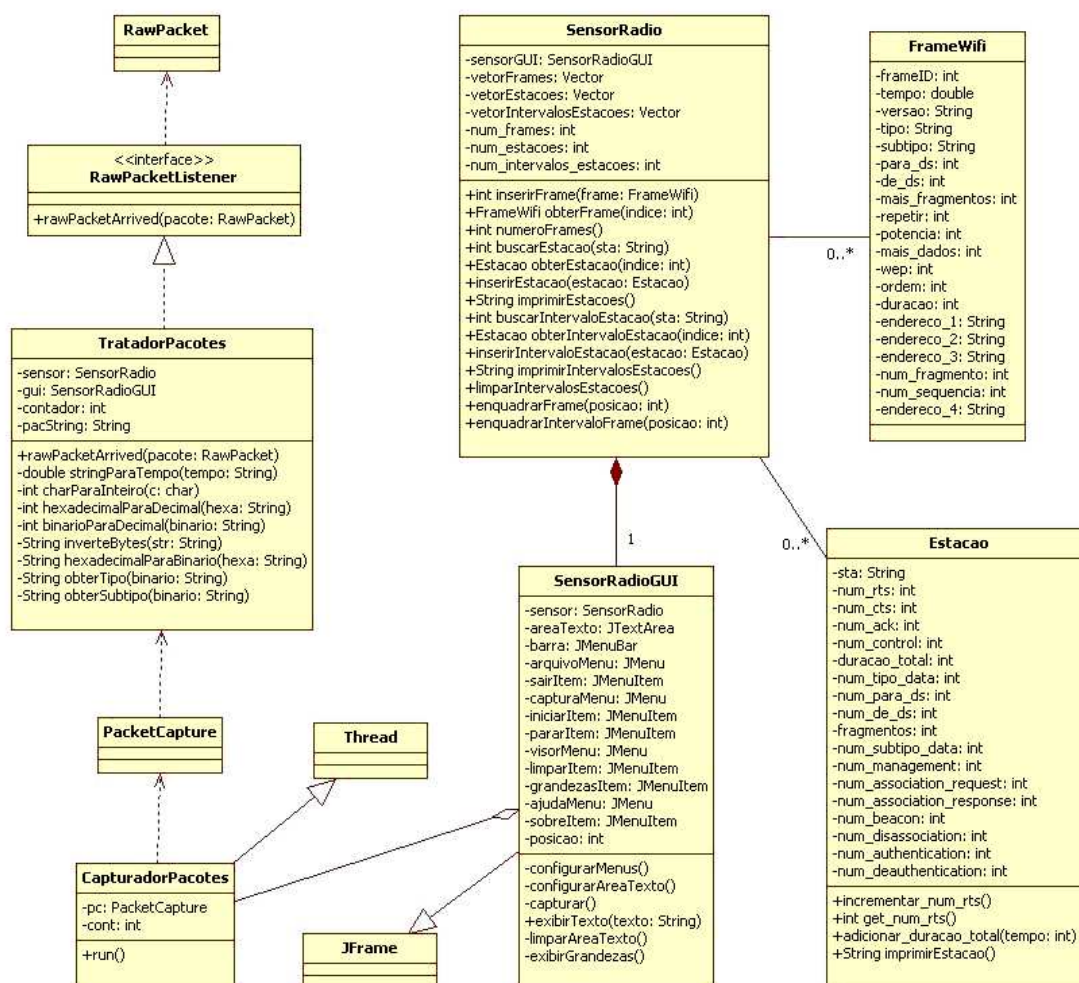 RawPacket
<<interface>>
RawPacketListener
+rawPacketArrived(pacote: RawPacket)
TratadorPacotes
-sensor: SensorRadio
-gui: SensorRadioGUI
-contador: int
-pacString: String
+rawPacketArrived(pacote: RawPacket)
-double stringParaTempo(tempo: String)
-int charParaInteiro(c: char)
-int hexadecimalParaDecimal(hexa: String)
-int binarioParaDecimal(binario: String)
-String inverteBytes(str: String)
-String hexadecimalParaBinario(hexa: String)
-String obterTipo(binario: String)
-String obterSubtipo(binario: String)
PacketCapture
Thread
CapturadorPacotes
-pc: PacketCapture
-cont: int
+run()
JFrame
SensorRadio
-sensorGUI: SensorRadioGUI
-vetorFrames: Vector
-vetorEstacoes: Vector
-vetorIntervalosEstacoes: Vector
-num_frames: int
-num_estacoes: int
-num_intervalos_estacoes: int
+int inserirFrame(frame: FrameWifi)
+FrameWifi obterFrame(indice: int)
+int numeroFrames()
+int buscarEstacao(sta: String)
+Estacao obterEstacao(indice: int)
+inserirEstacao(estacao: Estacao)
+String imprimirEstacoes()
+int buscarIntervaloEstacao(sta: String)
+Estacao obterIntervaloEstacao(indice: int)
+inserirIntervaloEstacao(estacao: Estacao)
+String imprimirIntervalosEstacoes()
+limparIntervalosEstacoes()
+enquadrarFrame(posicao: int)
+enquadrarIntervaloFrame(posicao: int)
0..*
1
0..*
SensorRadioGUI
-sensor: SensorRadio
-areaTexto: JTextArea
-barra: JMenuBar
-arquivoMenu: JMenu
-sairItem: JMenuItem
-capturaMenu: JMenu
-iniciarItem: JMenuItem
-pararItem: JMenuItem
-visorMenu: JMenu
-limparItem: JMenuItem
-grandezasItem: JMenuItem
-ajudaMenu: JMenu
-sobreItem: JMenuItem
-posicao: int
-configurarMenus()
-configurarAreaTexto()
-capturar()
+exibirTexto(texto: String)
-limparAreaTexto()
-exibirGrandezas()
FrameWifi
-frameID: int
-tempo: double
-versao: String
-tipo: String
-subtipo: String
-para_ds: int
-de_ds: int
-mais_fragmentos: int
-repetir: int
-potencia: int
-mais_dados: int
-wep: int
-ordem: int
-duracao: int
-endereco_1: String
-endereco_2: String
-endereco_3: String
-num_fragmento: int
-num_sequencia: int
-endereco_4: String
Estacao
-sta: String
-num_rts: int
-num_cts: int
-num_ack: int
-num_control: int
-duracao_total: int
-num_tipo_data: int
-num_para_ds: int
-num_de_ds: int
-fragmentos: int
-num_subtipo_data: int
-num_management: int
-num_association_request: int
-num_association_response: int
-num_beacon: int
-num_disassociation: int
-num_authentication: int
-num_deauthentication: int
+incrementar_num_rts()
+int get_num_rts()
+adicionar_duracao_total(tempo: int)
+String imprimirEstacao()